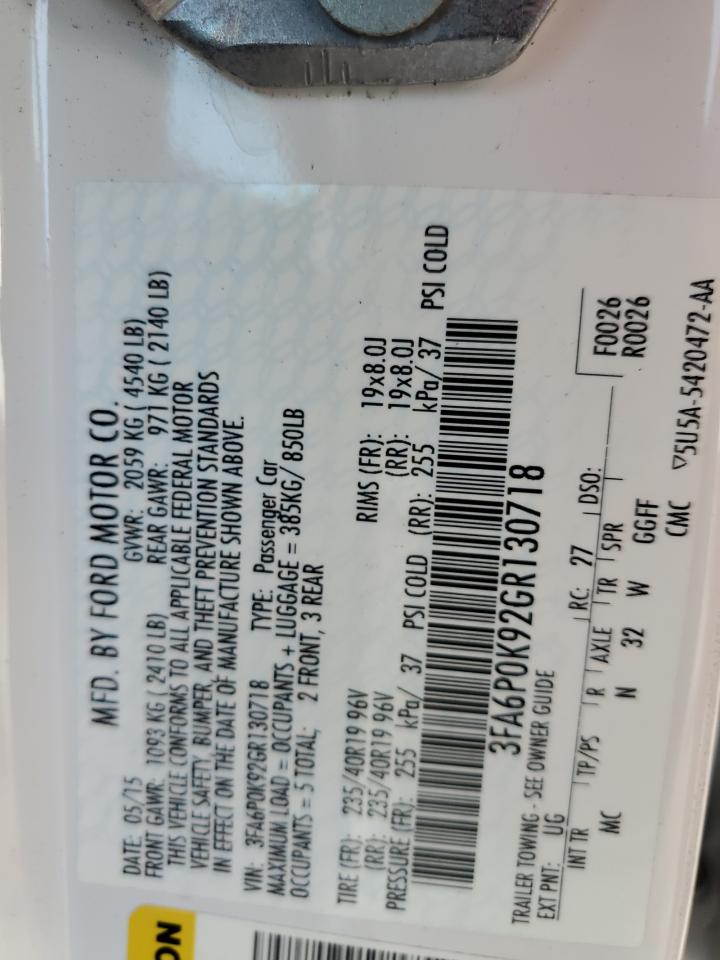 MFD. BY FORD MOTOR CO.
DATE: 05/15 GVWR: 2059 KG ( 4540 LB)
FRONT GAWR: 1093 KG ( 2410 LB) REAR GAWR: 971 KG ( 2140 LB)
THIS VEHICLE CONFORMS TO ALL APPLICABLE FEDERAL MOTOR
VEHICLE SAFETY, BUMPER, AND THEFT PREVENTION STANDARDS
IN EFFECT ON THE DATE OF MANUFACTURE SHOWN ABOVE.
VIN: 3FA6P0K92GR130718 TYPE: Passenger Car
MAXIMUM LOAD = OCCUPANTS + LUGGAGE = 385KG/ 850LB
OCCUPANTS = 5 TOTAL; 2 FRONT, 3 REAR
TIRE (FR): 235/40R19 96V RIMS (FR): 19x8.0J
(RR): 235/40R19 96V (RR): 19x8.0J
PRESSURE (FR): 255 kPa/ 37 PSI COLD (RR): 255 kPa/ 37 PSI COLD
3FA6P0K92GR130718
TRAILER TOWING - SEE OWNER GUIDE
EXT PNT: UG RC: 27 DSO: F0026
R0026
INT TR TP/PS R AXLE TR SPR
MC N 32 W GGFF
CMC ▽5U5A-5420472-AA
ON